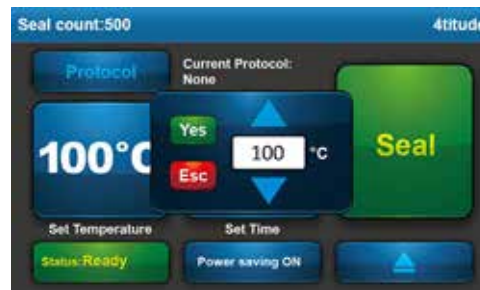 Seal count:500
4titude
Protocol
Current Protocol:
None
100°C
Yes
Esc
100
°C
Seal
Set Temperature
Set Time
Status:Ready
Power saving ON